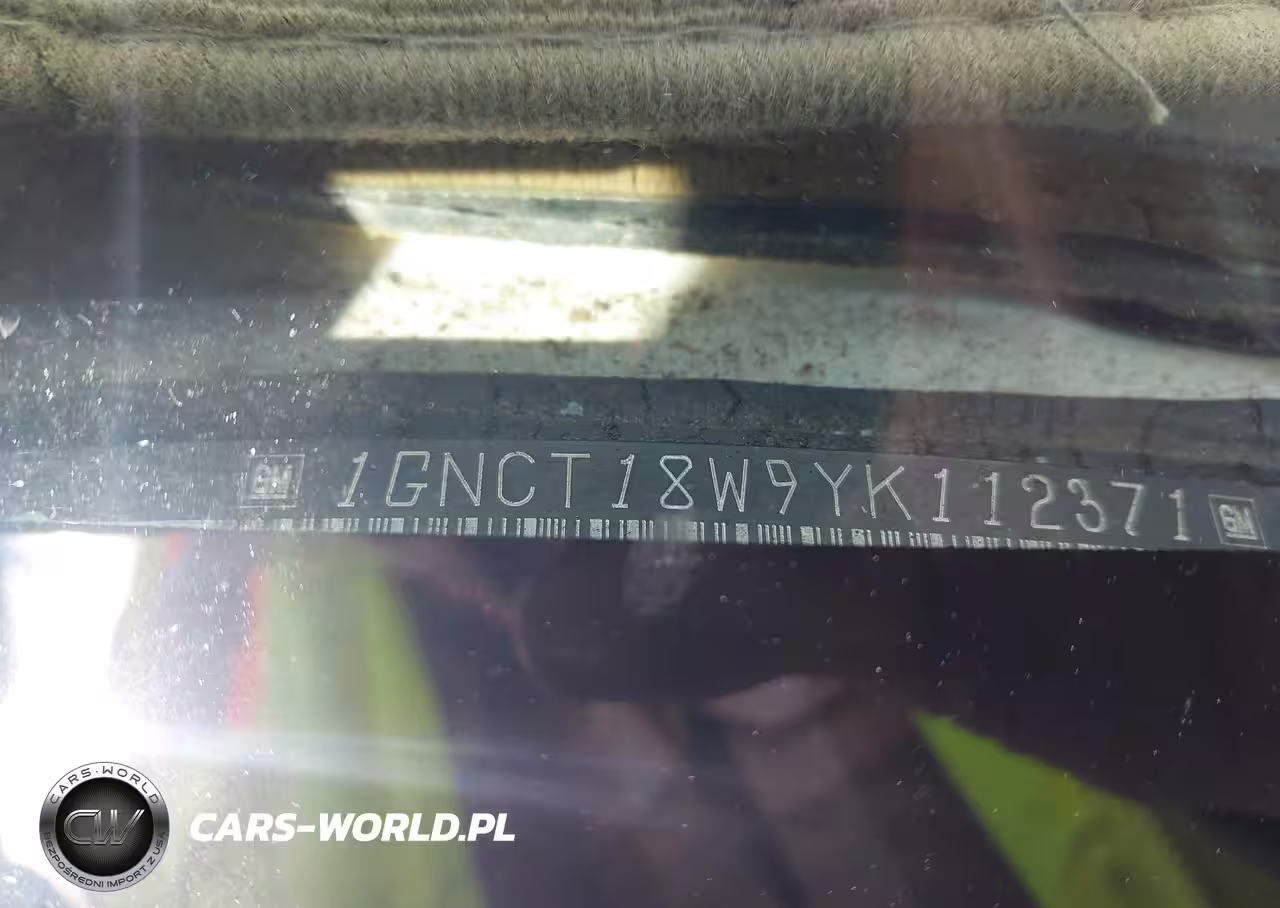 GM 1GNCT18W9YK112371 GM
CARS-WORLD
CW
BEZPOŚREDNI IMPORT Z USA
CARS-WORLD.PL